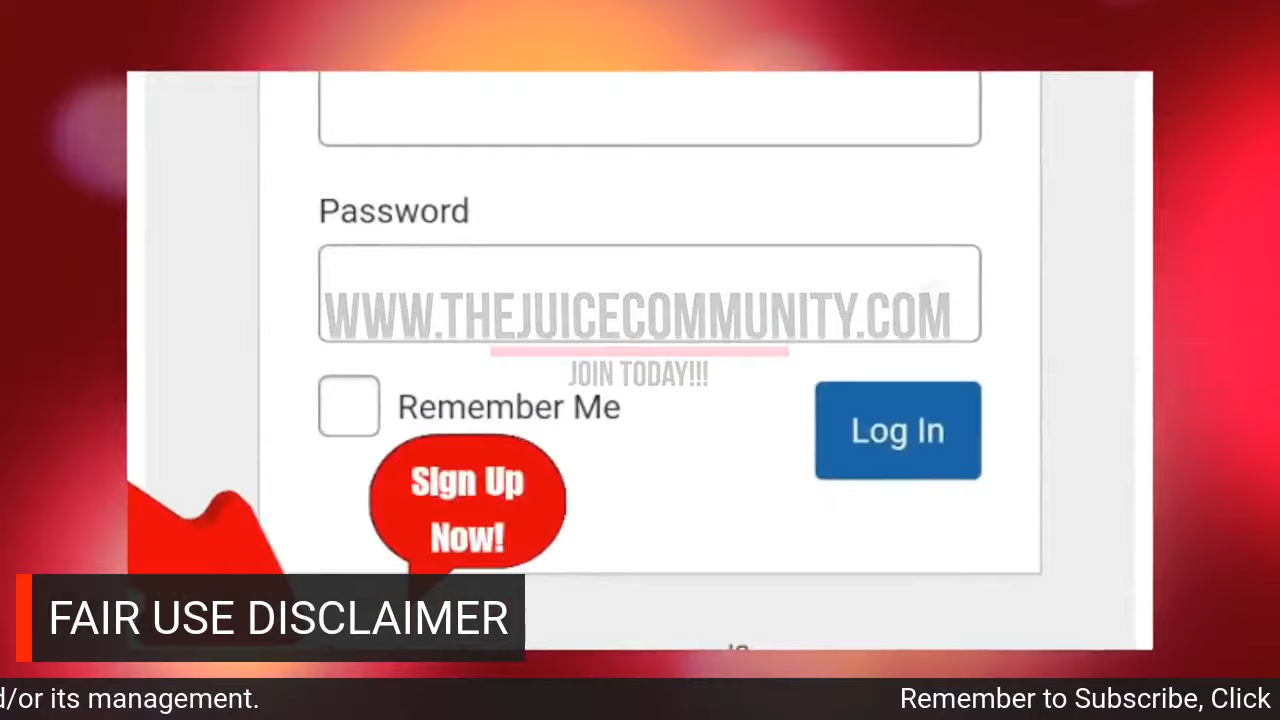 Password
WWW.THEJUICECOMMUNITY.COM
JOIN TODAY!!!
Remember Me
Log In
Sign Up
Now!
FAIR USE DISCLAIMER
d/or its management.
Remember to Subscribe, Click